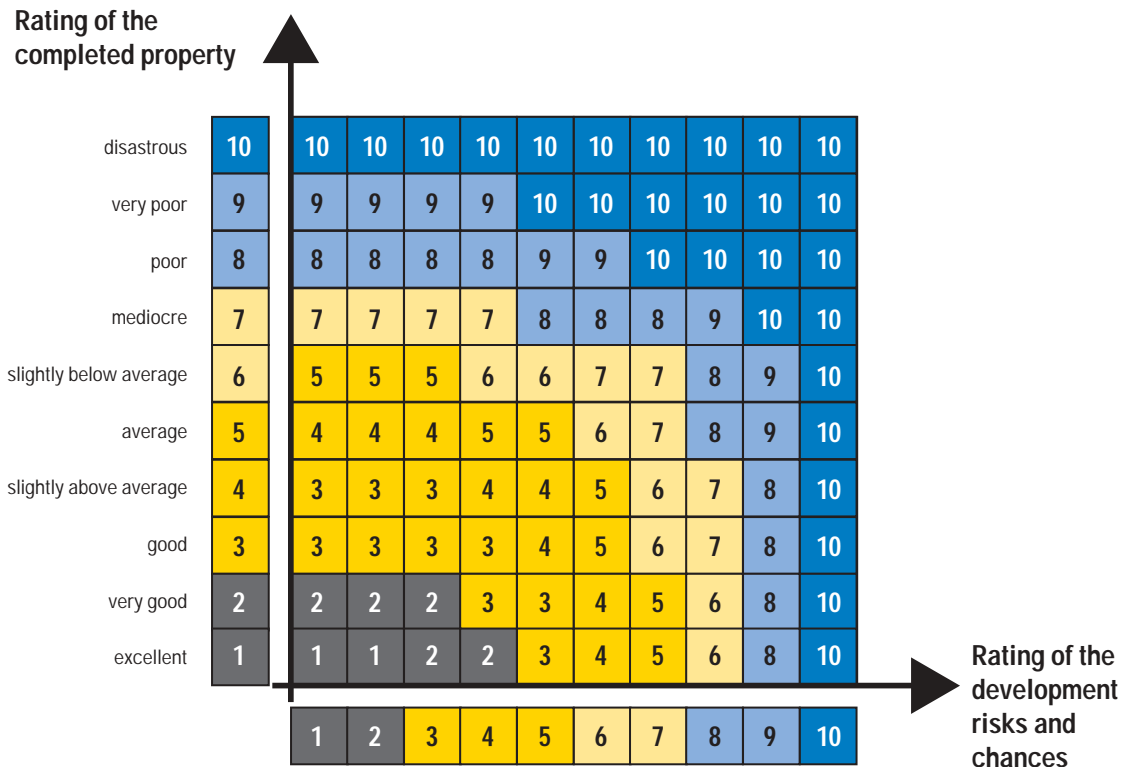 Rating of the
completed property
disastrous 10 10 10 10 10 10 10 10 10 10 10
very poor 9 9 9 9 9 10 10 10 10 10 10
poor 8 8 8 8 8 9 9 10 10 10 10
mediocre 7 7 7 7 7 8 8 8 9 10 10
slightly below average 6 5 5 5 6 6 7 7 8 9 10
average 5 4 4 4 5 5 6 7 8 9 10
slightly above average 4 3 3 3 4 4 5 6 7 8 10
good 3 3 3 3 3 4 5 6 7 8 10
very good 2 2 2 2 3 3 4 5 6 8 10
excellent 1 1 1 2 2 3 4 5 6 8 10
Rating of the
development
risks and
chances
1 2 3 4 5 6 7 8 9 10